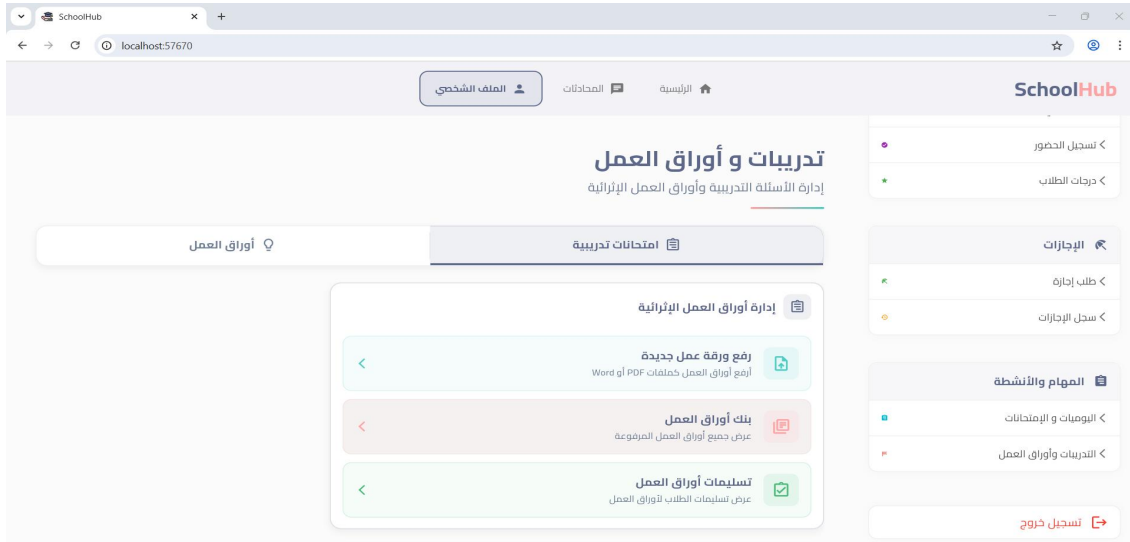 SchoolHub
localhost:57670
SchoolHub
الرئيسية
المحادثات
الملف الشخصي
تسجيل الحضور
درجات الطلاب
الإجازات
طلب إجازة
سجل الإجازات
المهام والأنشطة
اليوميات و الإمتحانات
التدريبات وأوراق العمل
تسجيل خروج
تدريبات و أوراق العمل
إدارة الأسئلة التدريبية وأوراق العمل الإثرائية
امتحانات تدريبية
أوراق العمل
إدارة أوراق العمل الإثرائية
رفع ورقة عمل جديدة
أرفع أوراق العمل كملفات PDF أو Word
بنك أوراق العمل
عرض جميع أوراق العمل المرفوعة
تسليمات أوراق العمل
عرض تسليمات الطلاب لأوراق العمل